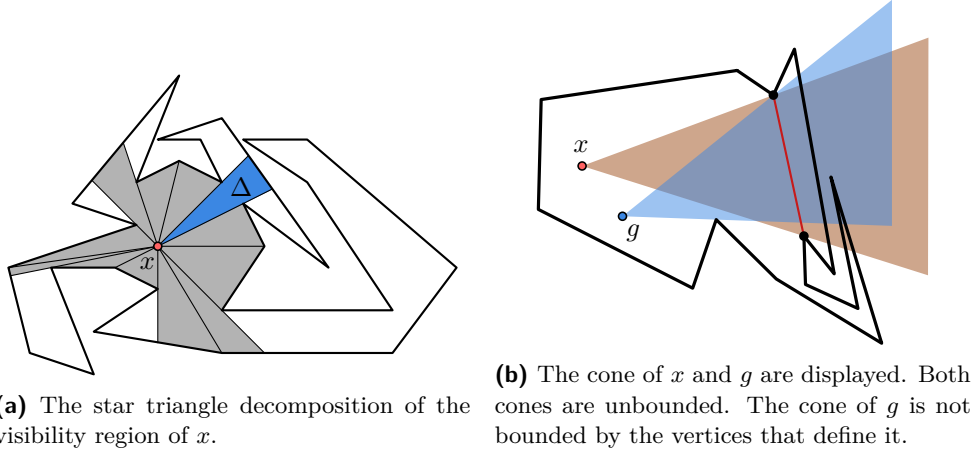 Δ
x
x
g
(a) The star triangle decomposition of the
visibility region of x.
(b) The cone of x and g are displayed. Both
cones are unbounded. The cone of g is not
bounded by the vertices that define it.